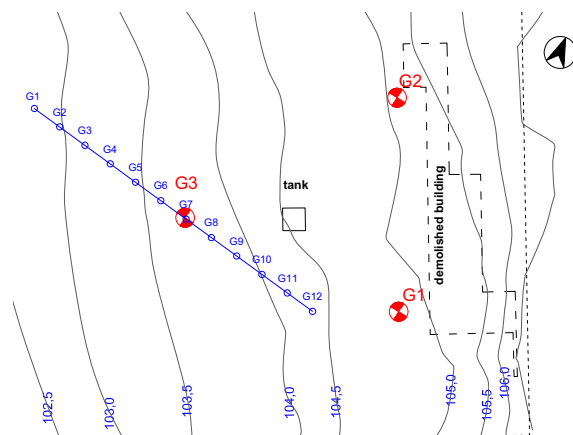 G1
G2
G3
G4
G5
G6
G7
G8
G9
G10
G11
G12
G3
G2
G1
tank
demolished building
102,5
103,0
103,5
104,0
104,5
105,0
105,5
106,0